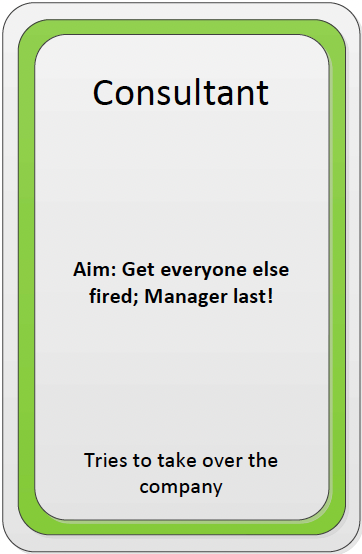 Consultant
Aim: Get everyone else
fired; Manager last!
Tries to take over the
company